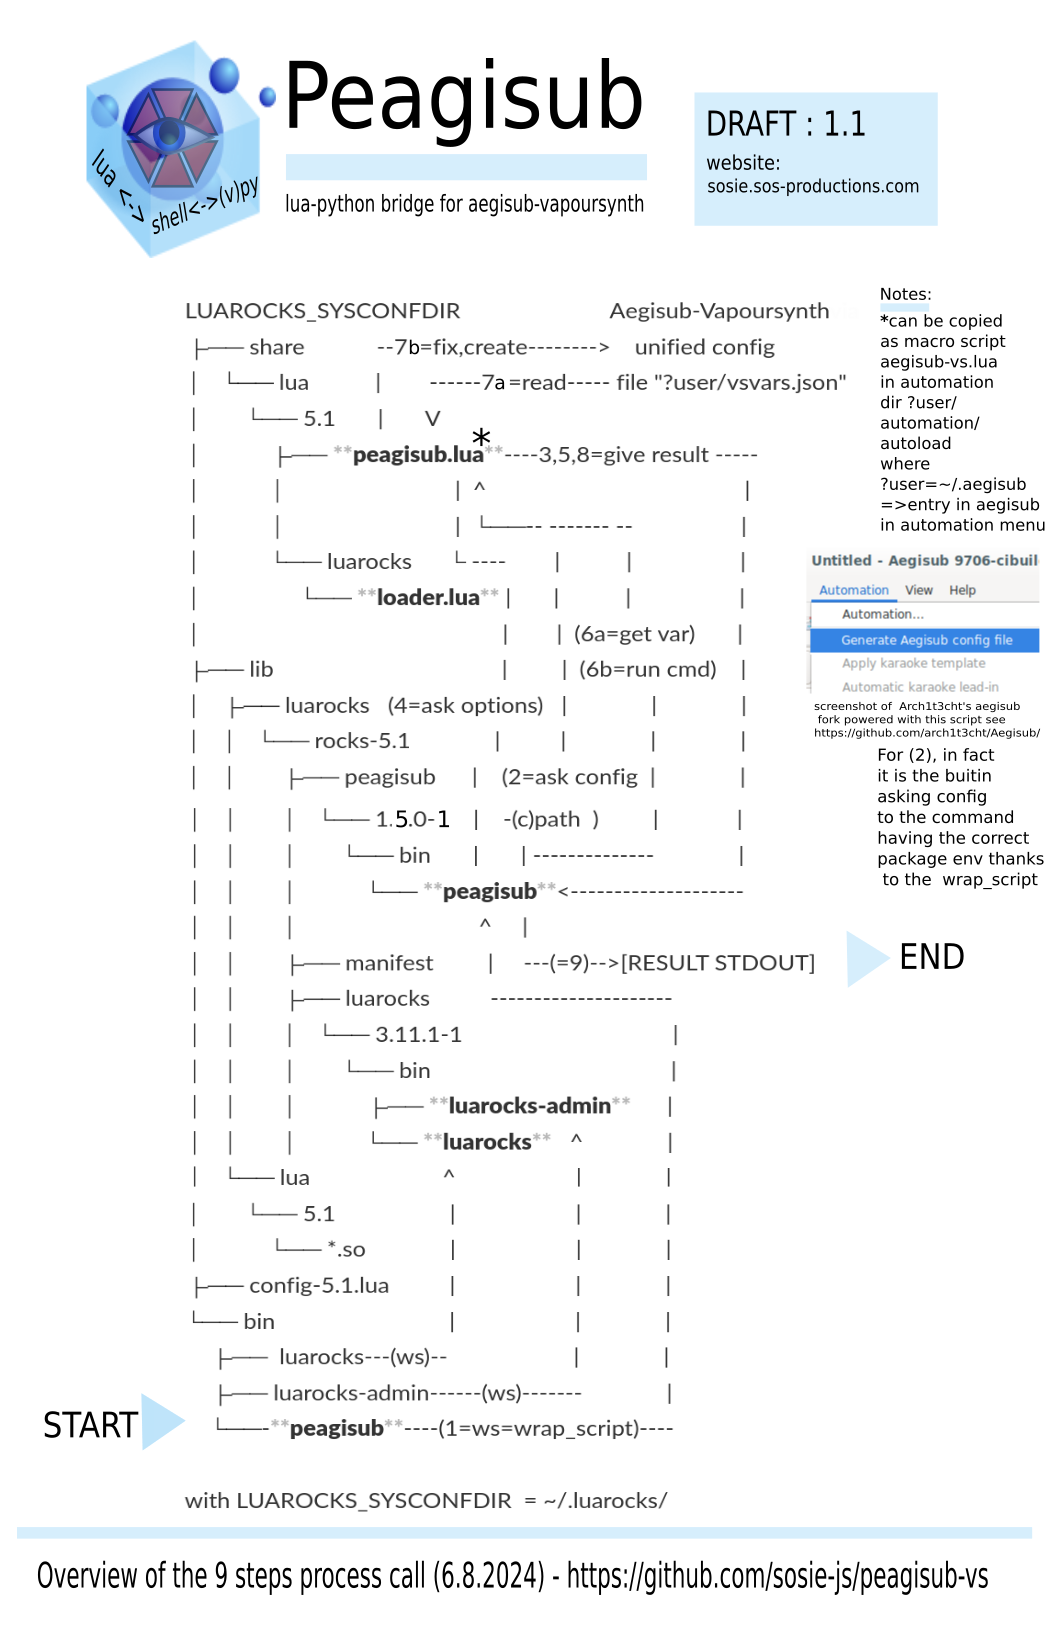 Peagisub
lua-python bridge for aegisub-vapoursynth
lua <->
shell<->(v)py
DRAFT : 1.1
website:
sosie.sos-productions.com
LUAROCKS_SYSCONFDIR Aegisub-Vapoursynth
├── share --7b=fix,create--------> unified config
│ └── lua | ------7a=read----- file "?user/vsvars.json"
│ └── 5.1 | V
│ ├── **peagisub.lua**----3,5,8=give result -----
*
│ │ | ^ |
│ │ | └──-- ------- -- |
│ └── luarocks └ ---- | | |
│ └── **loader.lua** | | | |
│ | | (6a=get var) |
├── lib | | (6b=run cmd) |
│ ├── luarocks (4=ask options) | | |
│ │ └── rocks-5.1 | | | |
│ │ ├── peagisub | (2=ask config | |
│ │ │ └── 1.5.0-1 | -(c)path ) | |
│ │ │ └── bin | | -------------- |
│ │ │ └── **peagisub**<--------------------
│ │ │ ^ |
│ │ ├── manifest | ---(=9)-->[RESULT STDOUT]
│ │ ├── luarocks ---------------------
│ │ │ └── 3.11.1-1 |
│ │ │ └── bin |
│ │ │ ├── **luarocks-admin** |
│ │ │ └── **luarocks** ^ |
│ └── lua ^ | |
│ └── 5.1 | | |
│ └── *.so | | |
├── config-5.1.lua | | |
└── bin | | |
├── luarocks---(ws)-- | |
├── luarocks-admin------(ws)------- |
└──-**peagisub**----(1=ws=wrap_script)----
with LUAROCKS_SYSCONFDIR = ~/.luarocks/
Notes:
*can be copied
as macro script
aegisub-vs.lua
in automation
dir ?user/
automation/
autoload
where
?user=~/.aegisub
=>entry in aegisub
in automation menu
Untitled - Aegisub 9706-cibuil
Automation View Help
Automation...
Generate Aegisub config file
Apply karaoke template
Automatic karaoke lead-in
screenshot of Arch1t3cht's aegisub
fork powered with this script see
https://github.com/arch1t3cht/Aegisub/
For (2), in fact
it is the buitin
asking config
to the command
having the correct
package env thanks
to the wrap_script
END
START
Overview of the 9 steps process call (6.8.2024) - https://github.com/sosie-js/peagisub-vs